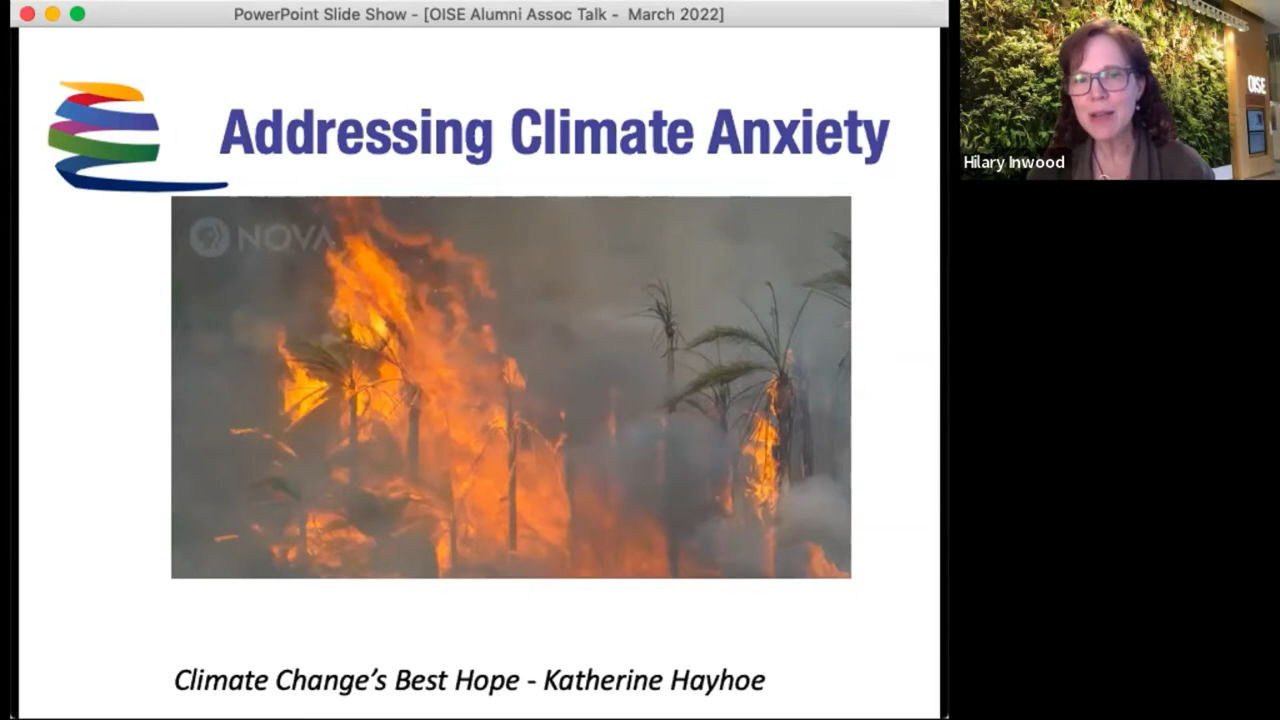 PowerPoint Slide Show - [OISE Alumni Assoc Talk - March 2022]
Addressing Climate Anxiety
NOVA
Climate Change's Best Hope - Katherine Hayhoe
OISE
Hilary Inwood